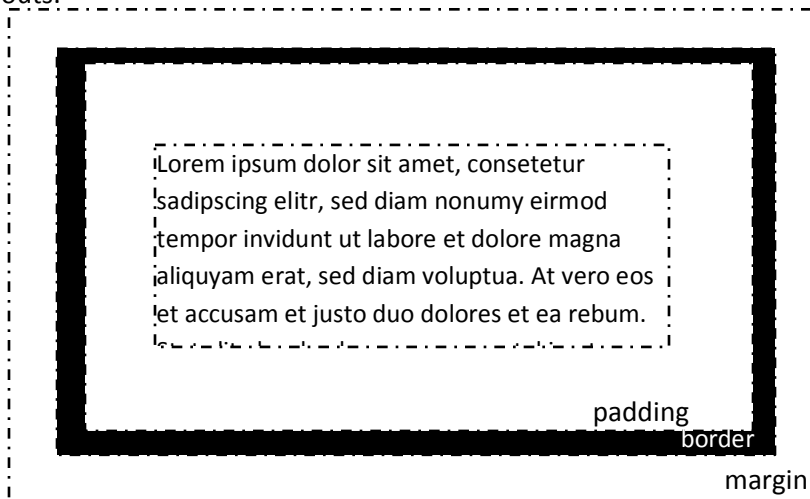 Lorem ipsum dolor sit amet, consetetur
sadipscing elitr, sed diam nonumy eirmod
tempor invidunt ut labore et dolore magna
aliquyam erat, sed diam voluptua. At vero eos
et accusam et justo duo dolores et ea rebum.
padding
border
margin